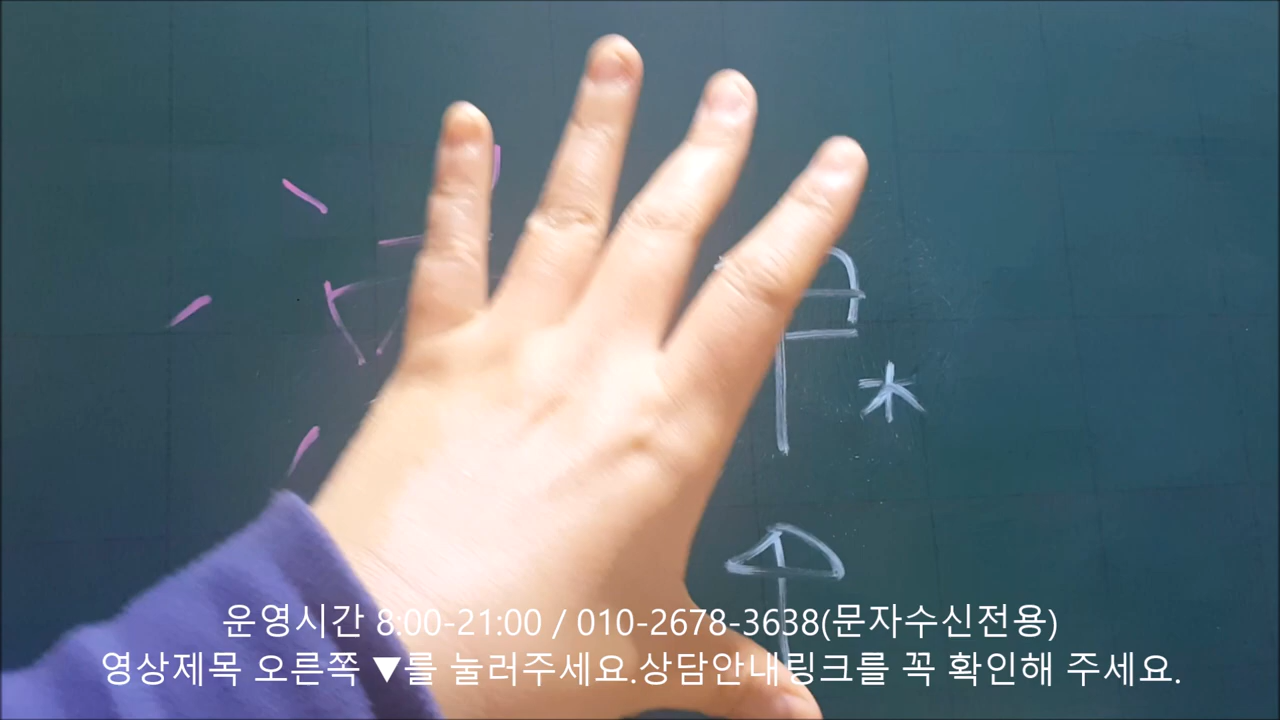 운영시간 8:00-21:00 / 010-2678-3638(문자수신전용)
영상제목 오른쪽 ▼를 눌러주세요.상담안내링크를 꼭 확인해 주세요.